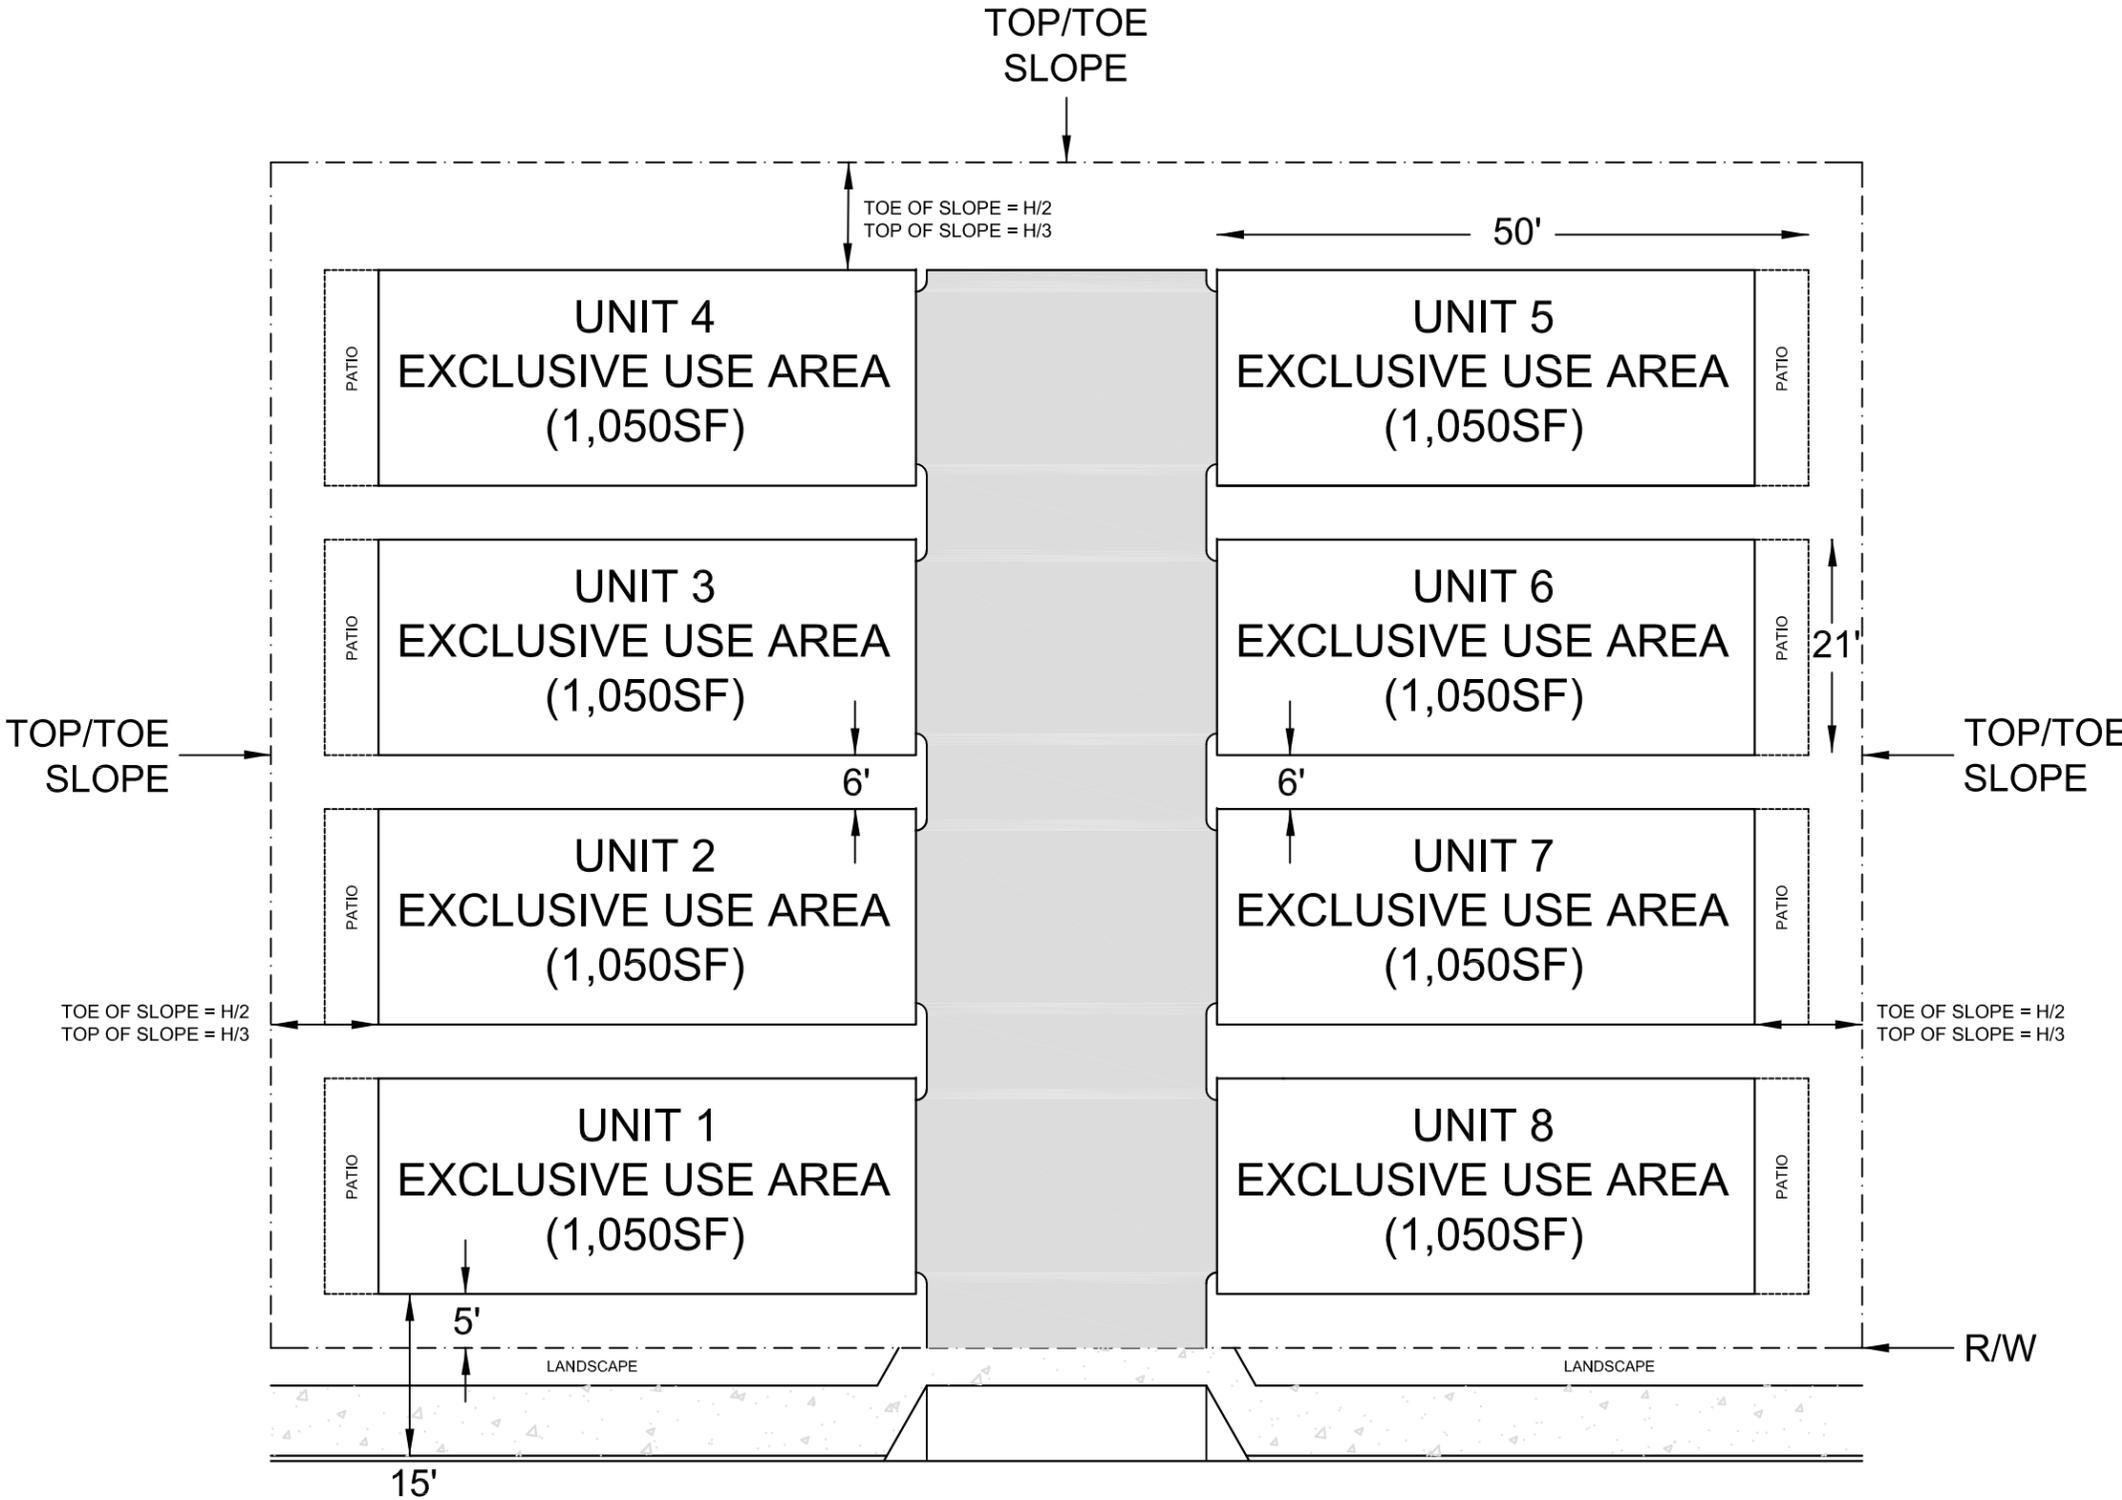 TOP/TOE
SLOPE
TOE OF SLOPE = H/2
TOP OF SLOPE = H/3
50'
PATIO
UNIT 4
EXCLUSIVE USE AREA
(1,050SF)
UNIT 5
EXCLUSIVE USE AREA
(1,050SF)
PATIO
PATIO
UNIT 3
EXCLUSIVE USE AREA
(1,050SF)
UNIT 6
EXCLUSIVE USE AREA
(1,050SF)
PATIO
21'
TOP/TOE
SLOPE
6'
6'
TOP/TOE
SLOPE
PATIO
UNIT 2
EXCLUSIVE USE AREA
(1,050SF)
UNIT 7
EXCLUSIVE USE AREA
(1,050SF)
PATIO
TOE OF SLOPE = H/2
TOP OF SLOPE = H/3
TOE OF SLOPE = H/2
TOP OF SLOPE = H/3
PATIO
UNIT 1
EXCLUSIVE USE AREA
(1,050SF)
UNIT 8
EXCLUSIVE USE AREA
(1,050SF)
PATIO
5'
R/W
LANDSCAPE
LANDSCAPE
15'